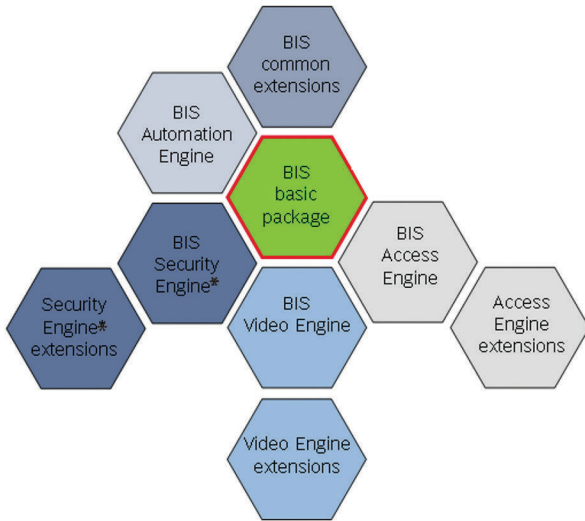 BIS
common
extensions
BIS
Automation
Engine
BIS
basic
package
BIS
Security
Engine*
BIS
Access
Engine
Security
Engine*
extensions
BIS
Video Engine
Access
Engine
extensions
Video Engine
extensions